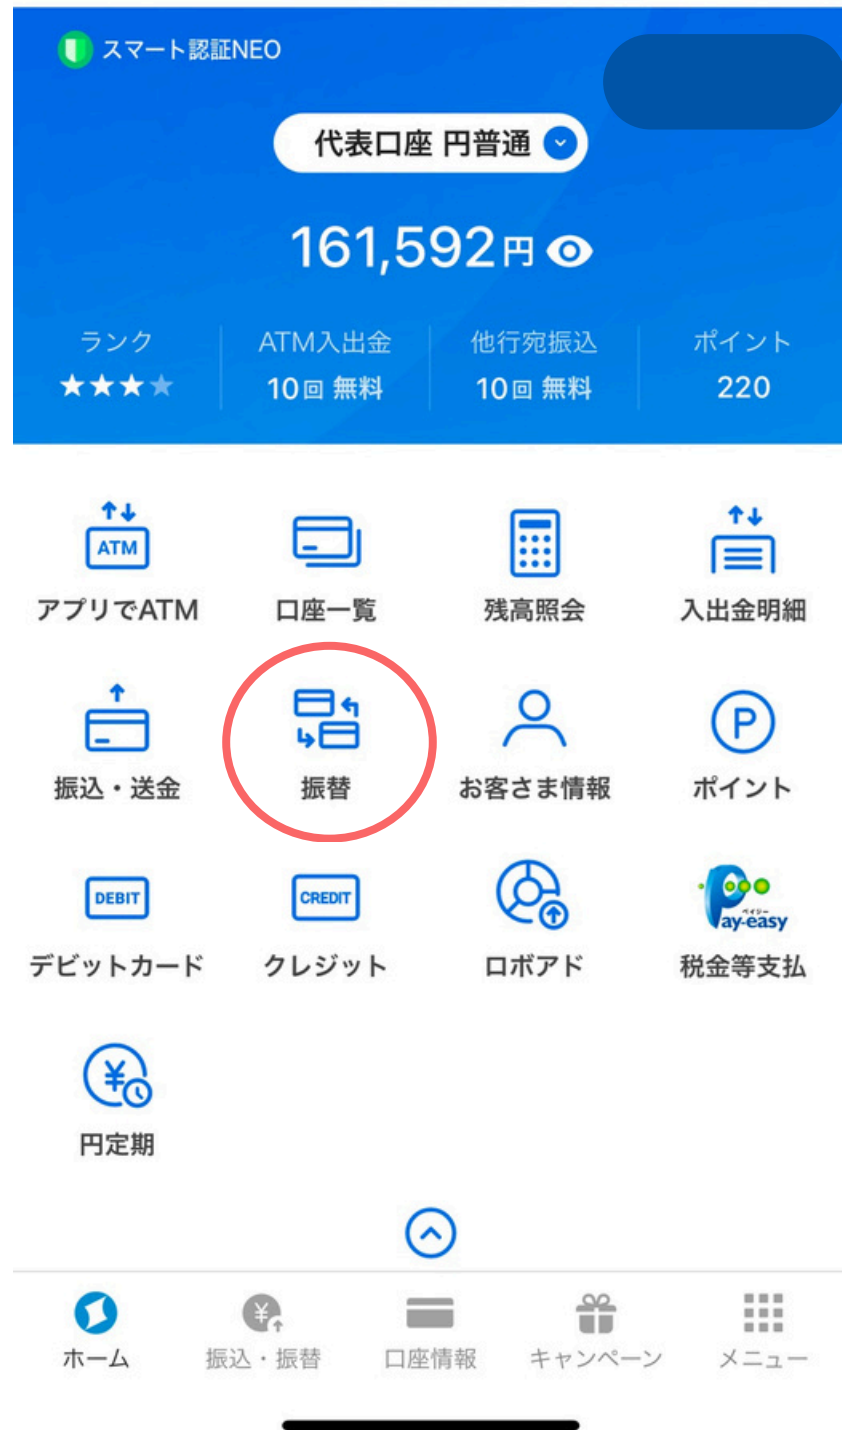 スマート認証NEO
代表口座 円普通
161,592円
ランク ATM入出金 他行宛振込 ポイント
★★★★ 10回 無料 10回 無料 220
ATM
アプリでATM 口座一覧 残高照会 入出金明細
P
振込・送金 振替 お客さま情報 ポイント
DEBIT CREDIT ペイジー
Pay-easy
デビットカード クレジット ロボアド 税金等支払
¥
円定期
¥
ホーム 振込・振替 口座情報 キャンペーン メニュー